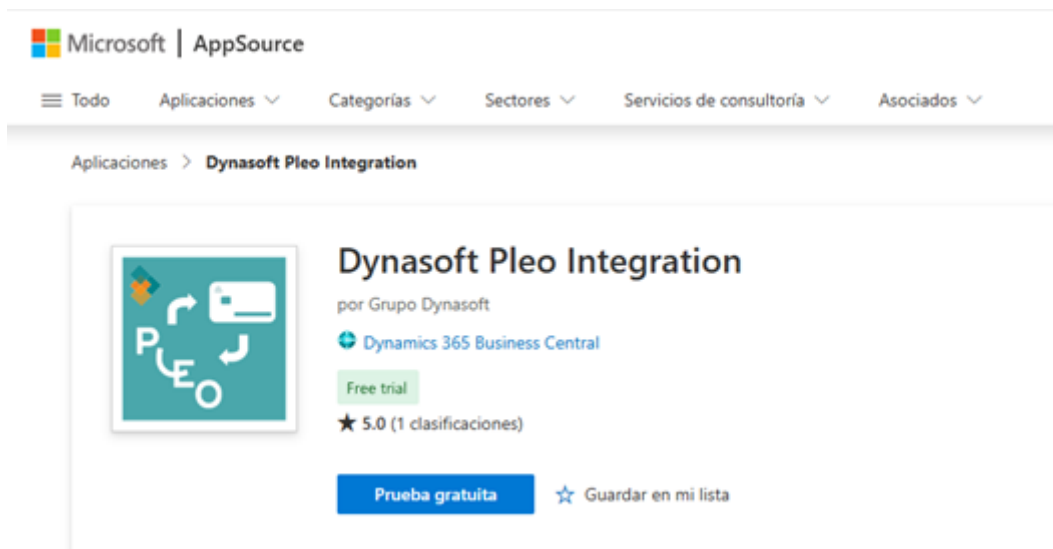 Microsoft | AppSource
Todo Aplicaciones Categorías Sectores Servicios de consultoría Asociados
Aplicaciones > Dynasoft Pleo Integration
Dynasoft Pleo Integration
por Grupo Dynasoft
Dynamics 365 Business Central
Free trial
5.0 (1 clasificaciones)
Prueba gratuita Guardar en mi lista
PLEO